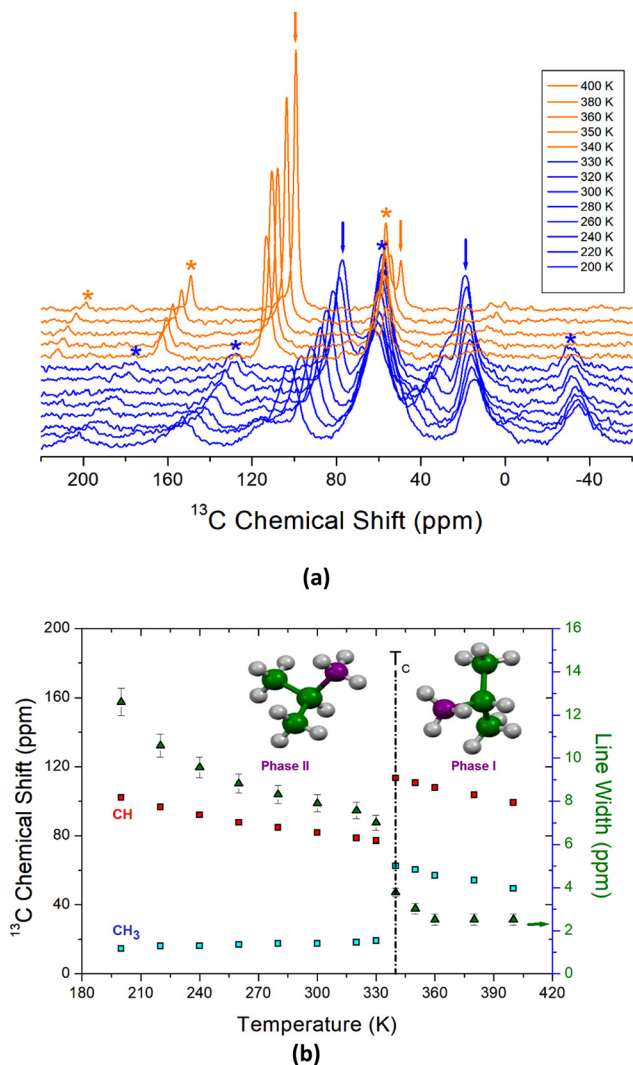 400 K
380 K
360 K
350 K
340 K
330 K
320 K
300 K
280 K
260 K
240 K
220 K
200 K
* * * * * * *
200 160 120 80 40 0 -40
13C Chemical Shift (ppm)
(a)
200
160
120
80
40
0
13C Chemical Shift (ppm)
CH
CH3
Phase II
TC
Phase I
16
14
12
10
8
6
4
2
0
Line Width (ppm)
180 210 240 270 300 330 360 390 420
Temperature (K)
(b)